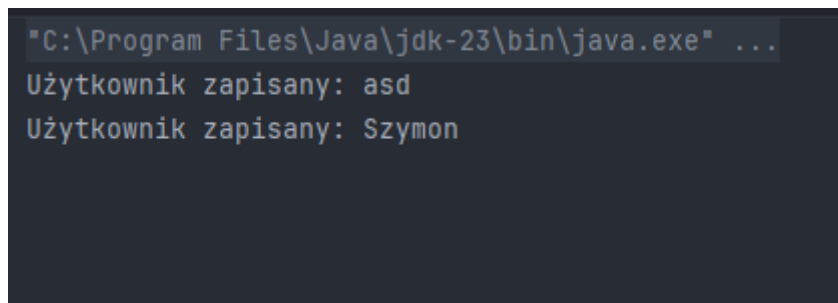 "C:\Program Files\Java\jdk-23\bin\java.exe" ...
Użytkownik zapisany: asd
Użytkownik zapisany: Szymon